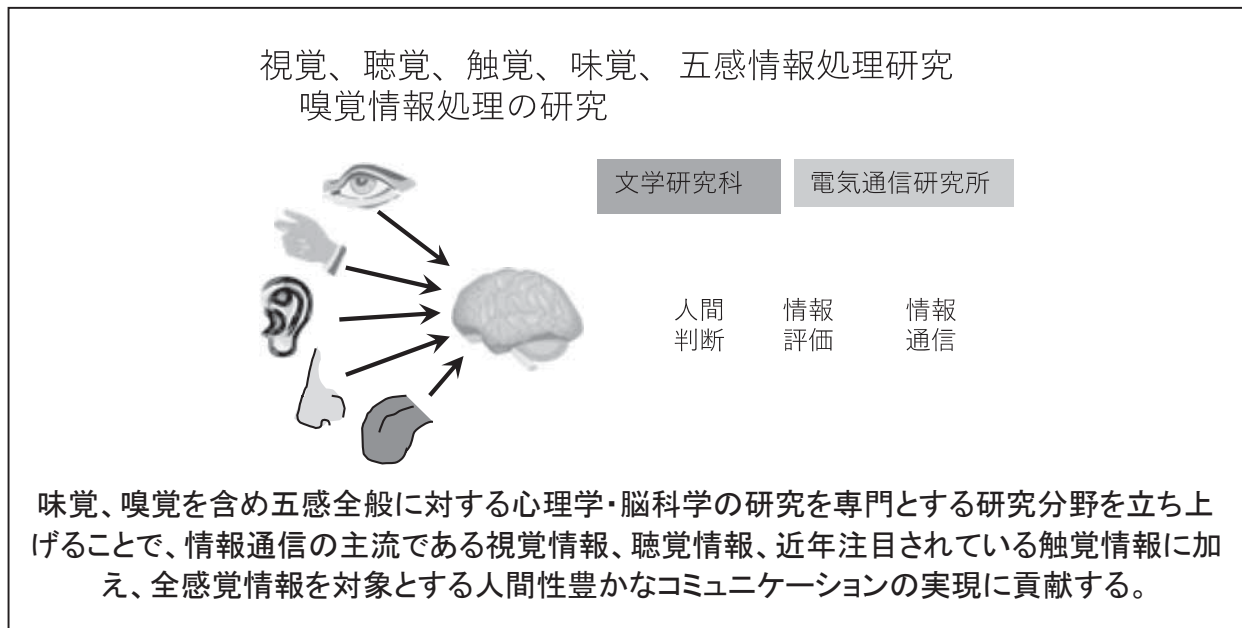 視覚、聴覚、触覚、味覚、 五感情報処理研究
嗅覚情報処理の研究
文学研究科
電気通信研究所
人間
判断
情報
評価
情報
通信
味覚、嗅覚を含め五感全般に対する心理学・脳科学の研究を専門とする研究分野を立ち上
げることで、情報通信の主流である視覚情報、聴覚情報、近年注目されている触覚情報に加
え、全感覚情報を対象とする人間性豊かなコミュニケーションの実現に貢献する。